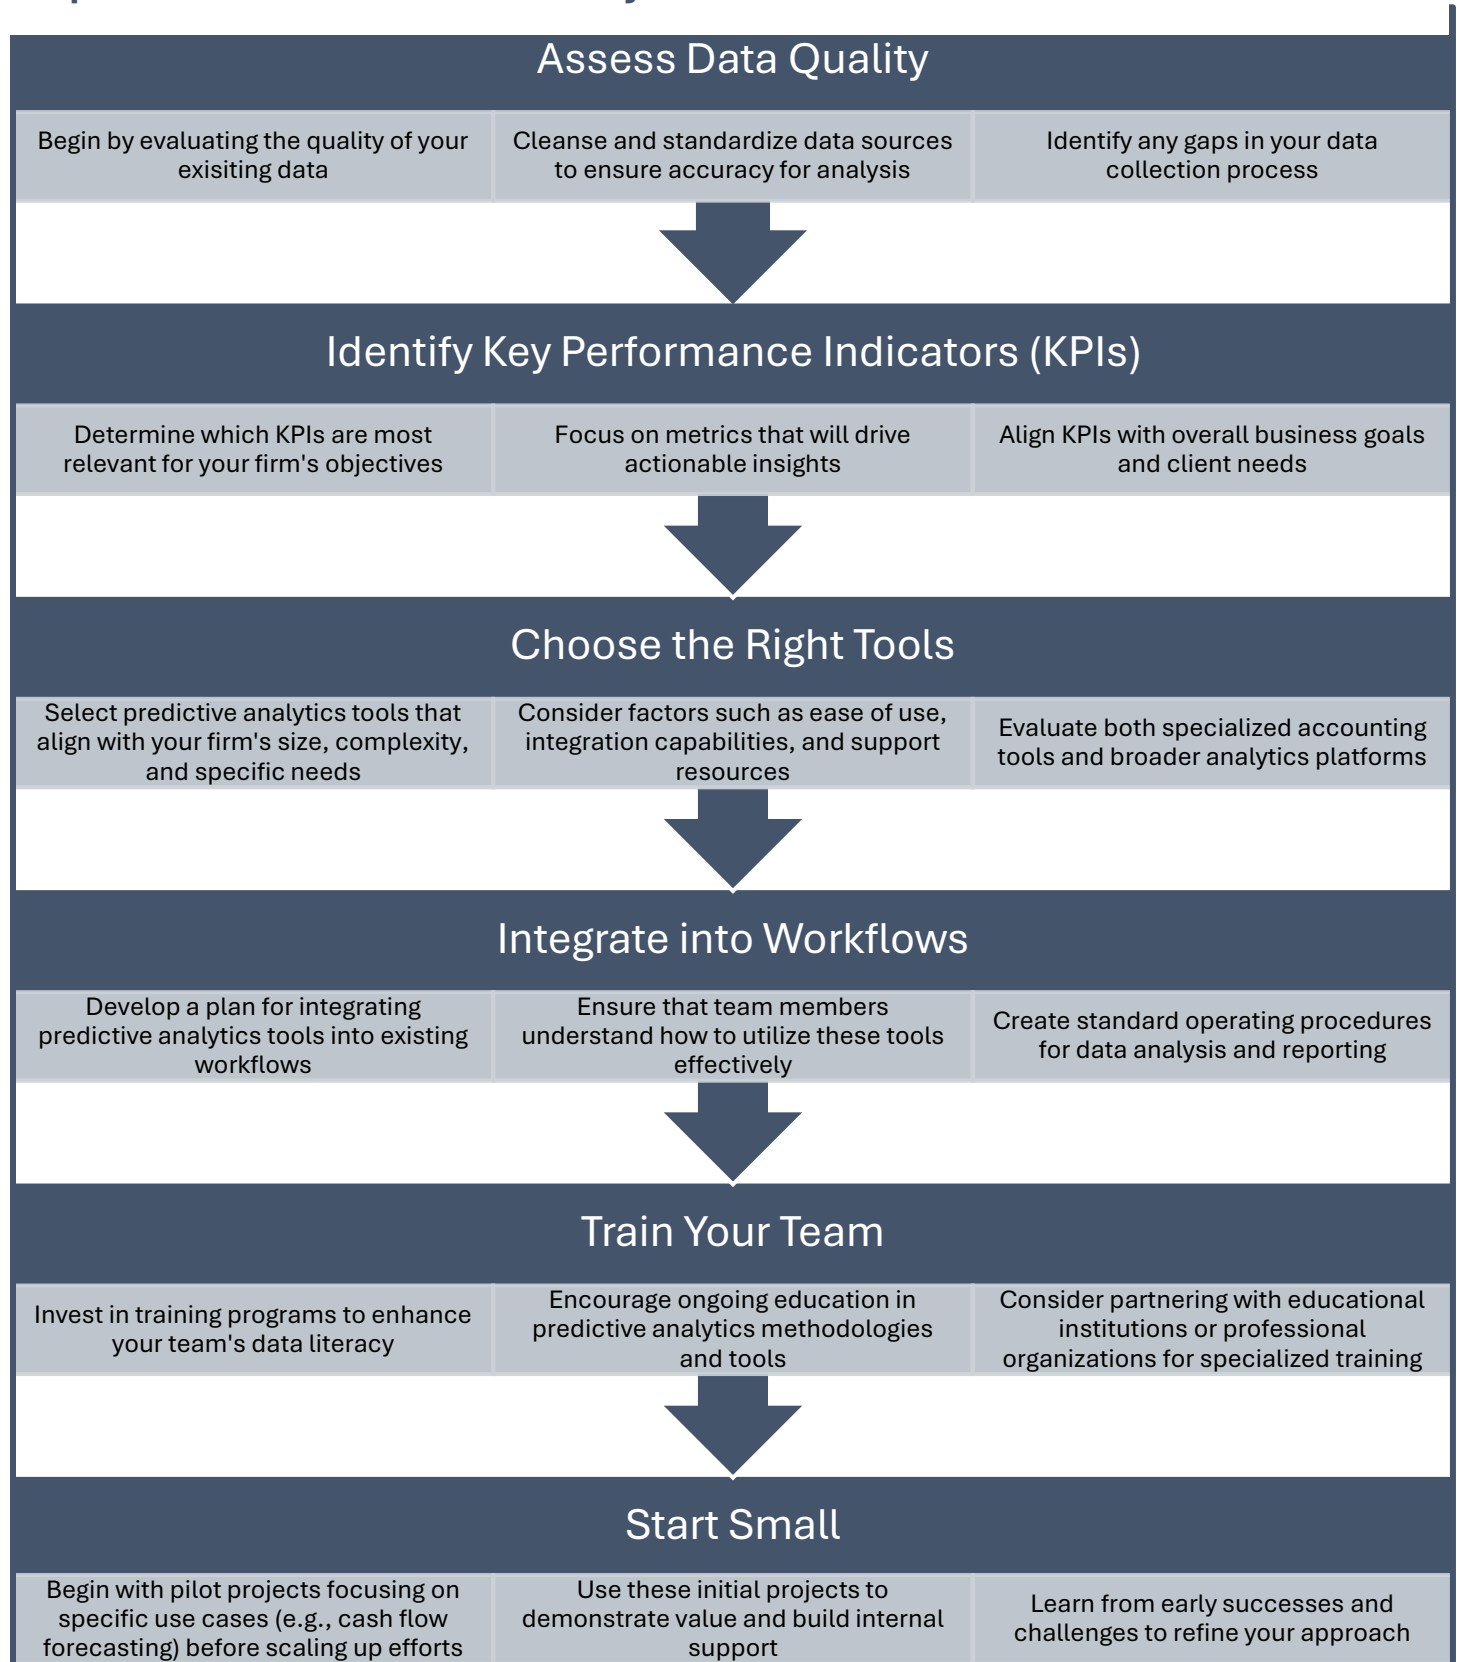 Assess Data Quality
Begin by evaluating the quality of your
exisiting data
Cleanse and standardize data sources
to ensure accuracy for analysis
Identify any gaps in your data
collection process
Identify Key Performance Indicators (KPIs)
Determine which KPIs are most
relevant for your firm's objectives
Focus on metrics that will drive
actionable insights
Align KPIs with overall business goals
and client needs
Choose the Right Tools
Select predictive analytics tools that
align with your firm's size, complexity,
and specific needs
Consider factors such as ease of use,
integration capabilities, and support
resources
Evaluate both specialized accounting
tools and broader analytics platforms
Integrate into Workflows
Develop a plan for integrating
predictive analytics tools into existing
workflows
Ensure that team members
understand how to utilize these tools
effectively
Create standard operating procedures
for data analysis and reporting
Train Your Team
Invest in training programs to enhance
your team's data literacy
Encourage ongoing education in
predictive analytics methodologies
and tools
Consider partnering with educational
institutions or professional
organizations for specialized training
Start Small
Begin with pilot projects focusing on
specific use cases (e.g., cash flow
forecasting) before scaling up efforts
Use these initial projects to
demonstrate value and build internal
support
Learn from early successes and
challenges to refine your approach